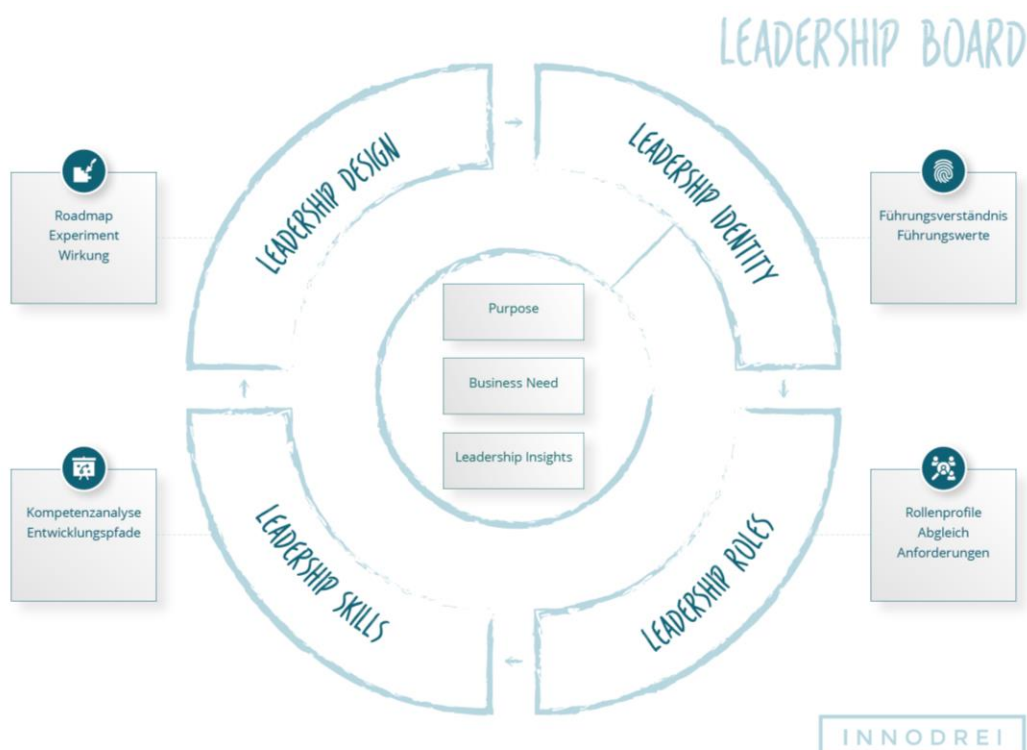 LEADERSHIP BOARD
LEADERSHIP DESIGN
LEADERSHIP IDENTITY
Roadmap
Experiment
Wirkung
Führungsverständnis
Führungswerte
Purpose
Business Need
Leadership Insights
Kompetenzanalyse
Entwicklungspfade
Rollenprofile
Abgleich
Anforderungen
LEADERSHIP SKILLS
LEADERSHIP ROLES
INNODREI